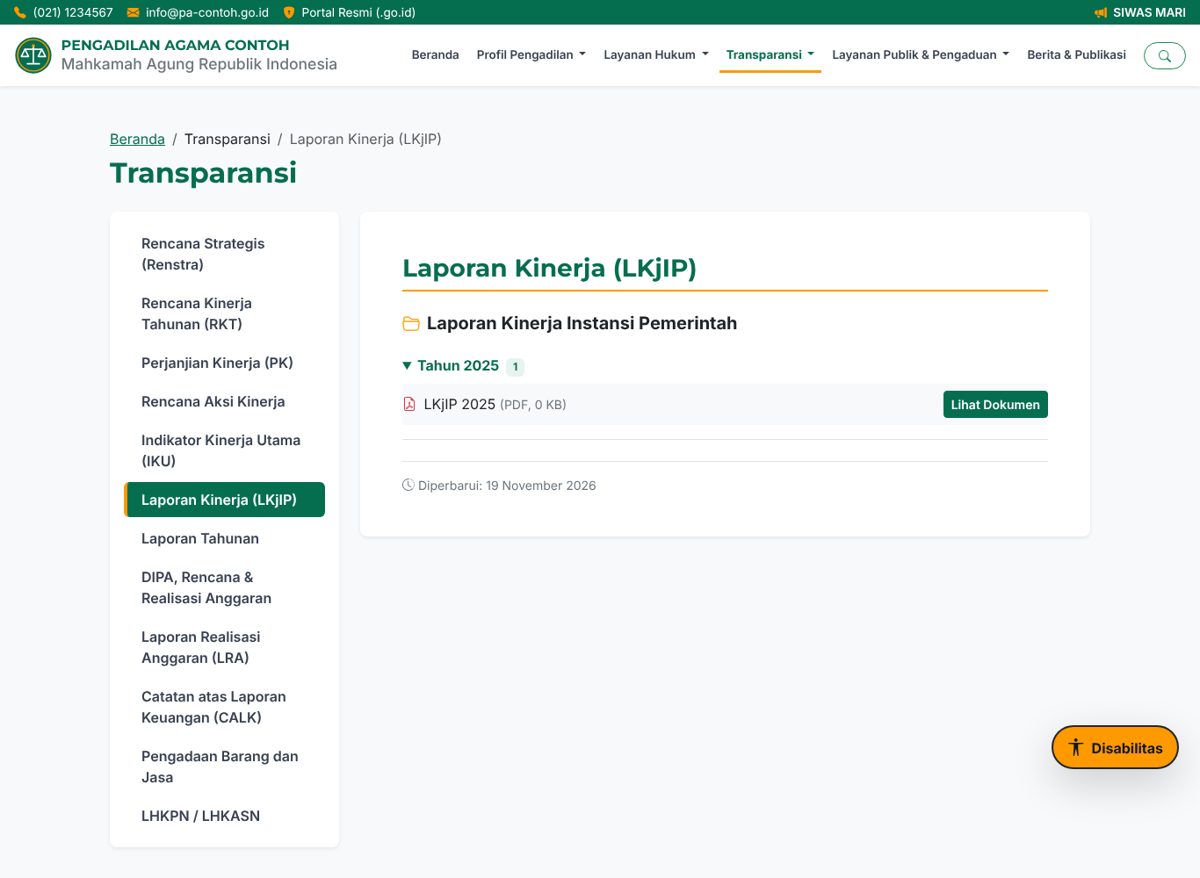 (021) 1234567 info@pa-contoh.go.id Portal Resmi (.go.id) SIWAS MARI
PENGADILAN AGAMA CONTOH
Mahkamah Agung Republik Indonesia
Beranda Profil Pengadilan Layanan Hukum Transparansi Layanan Publik & Pengaduan Berita & Publikasi
Beranda / Transparansi / Laporan Kinerja (LKjIP)
Transparansi
Rencana Strategis
(Renstra)
Rencana Kinerja
Tahunan (RKT)
Perjanjian Kinerja (PK)
Rencana Aksi Kinerja
Indikator Kinerja Utama
(IKU)
Laporan Kinerja (LKjIP)
Laporan Tahunan
DIPA, Rencana &
Realisasi Anggaran
Laporan Realisasi
Anggaran (LRA)
Catatan atas Laporan
Keuangan (CALK)
Pengadaan Barang dan
Jasa
LHKPN / LHKASN
Laporan Kinerja (LKjIP)
Laporan Kinerja Instansi Pemerintah
Tahun 2025 1
LKjIP 2025 (PDF, 0 KB) Lihat Dokumen
Diperbarui: 19 November 2026
Disabilitas